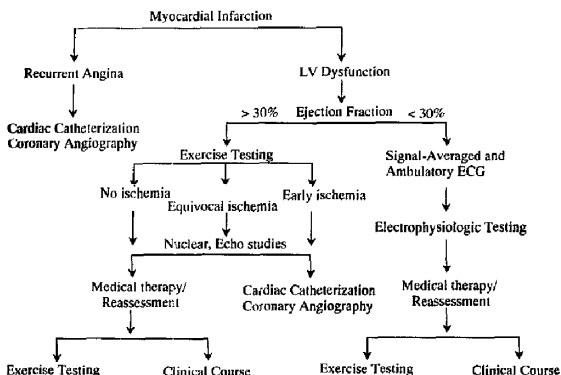 Myocardial Infarction
Recurrent Angina
LV Dysfunction
Cardiac Catheterization
Coronary Angiography
> 30% Ejection Fraction < 30%
Exercise Testing
Signal-Averaged and
Ambulatory ECG
No ischemia
Equivocal ischemia
Early ischemia
Electrophysiologic Testing
Nuclear, Echo studies
Medical therapy/
Reassessment
Cardiac Catheterization
Coronary Angiography
Medical therapy/
Reassessment
Exercise Testing
Clinical Course
Exercise Testing
Clinical Course